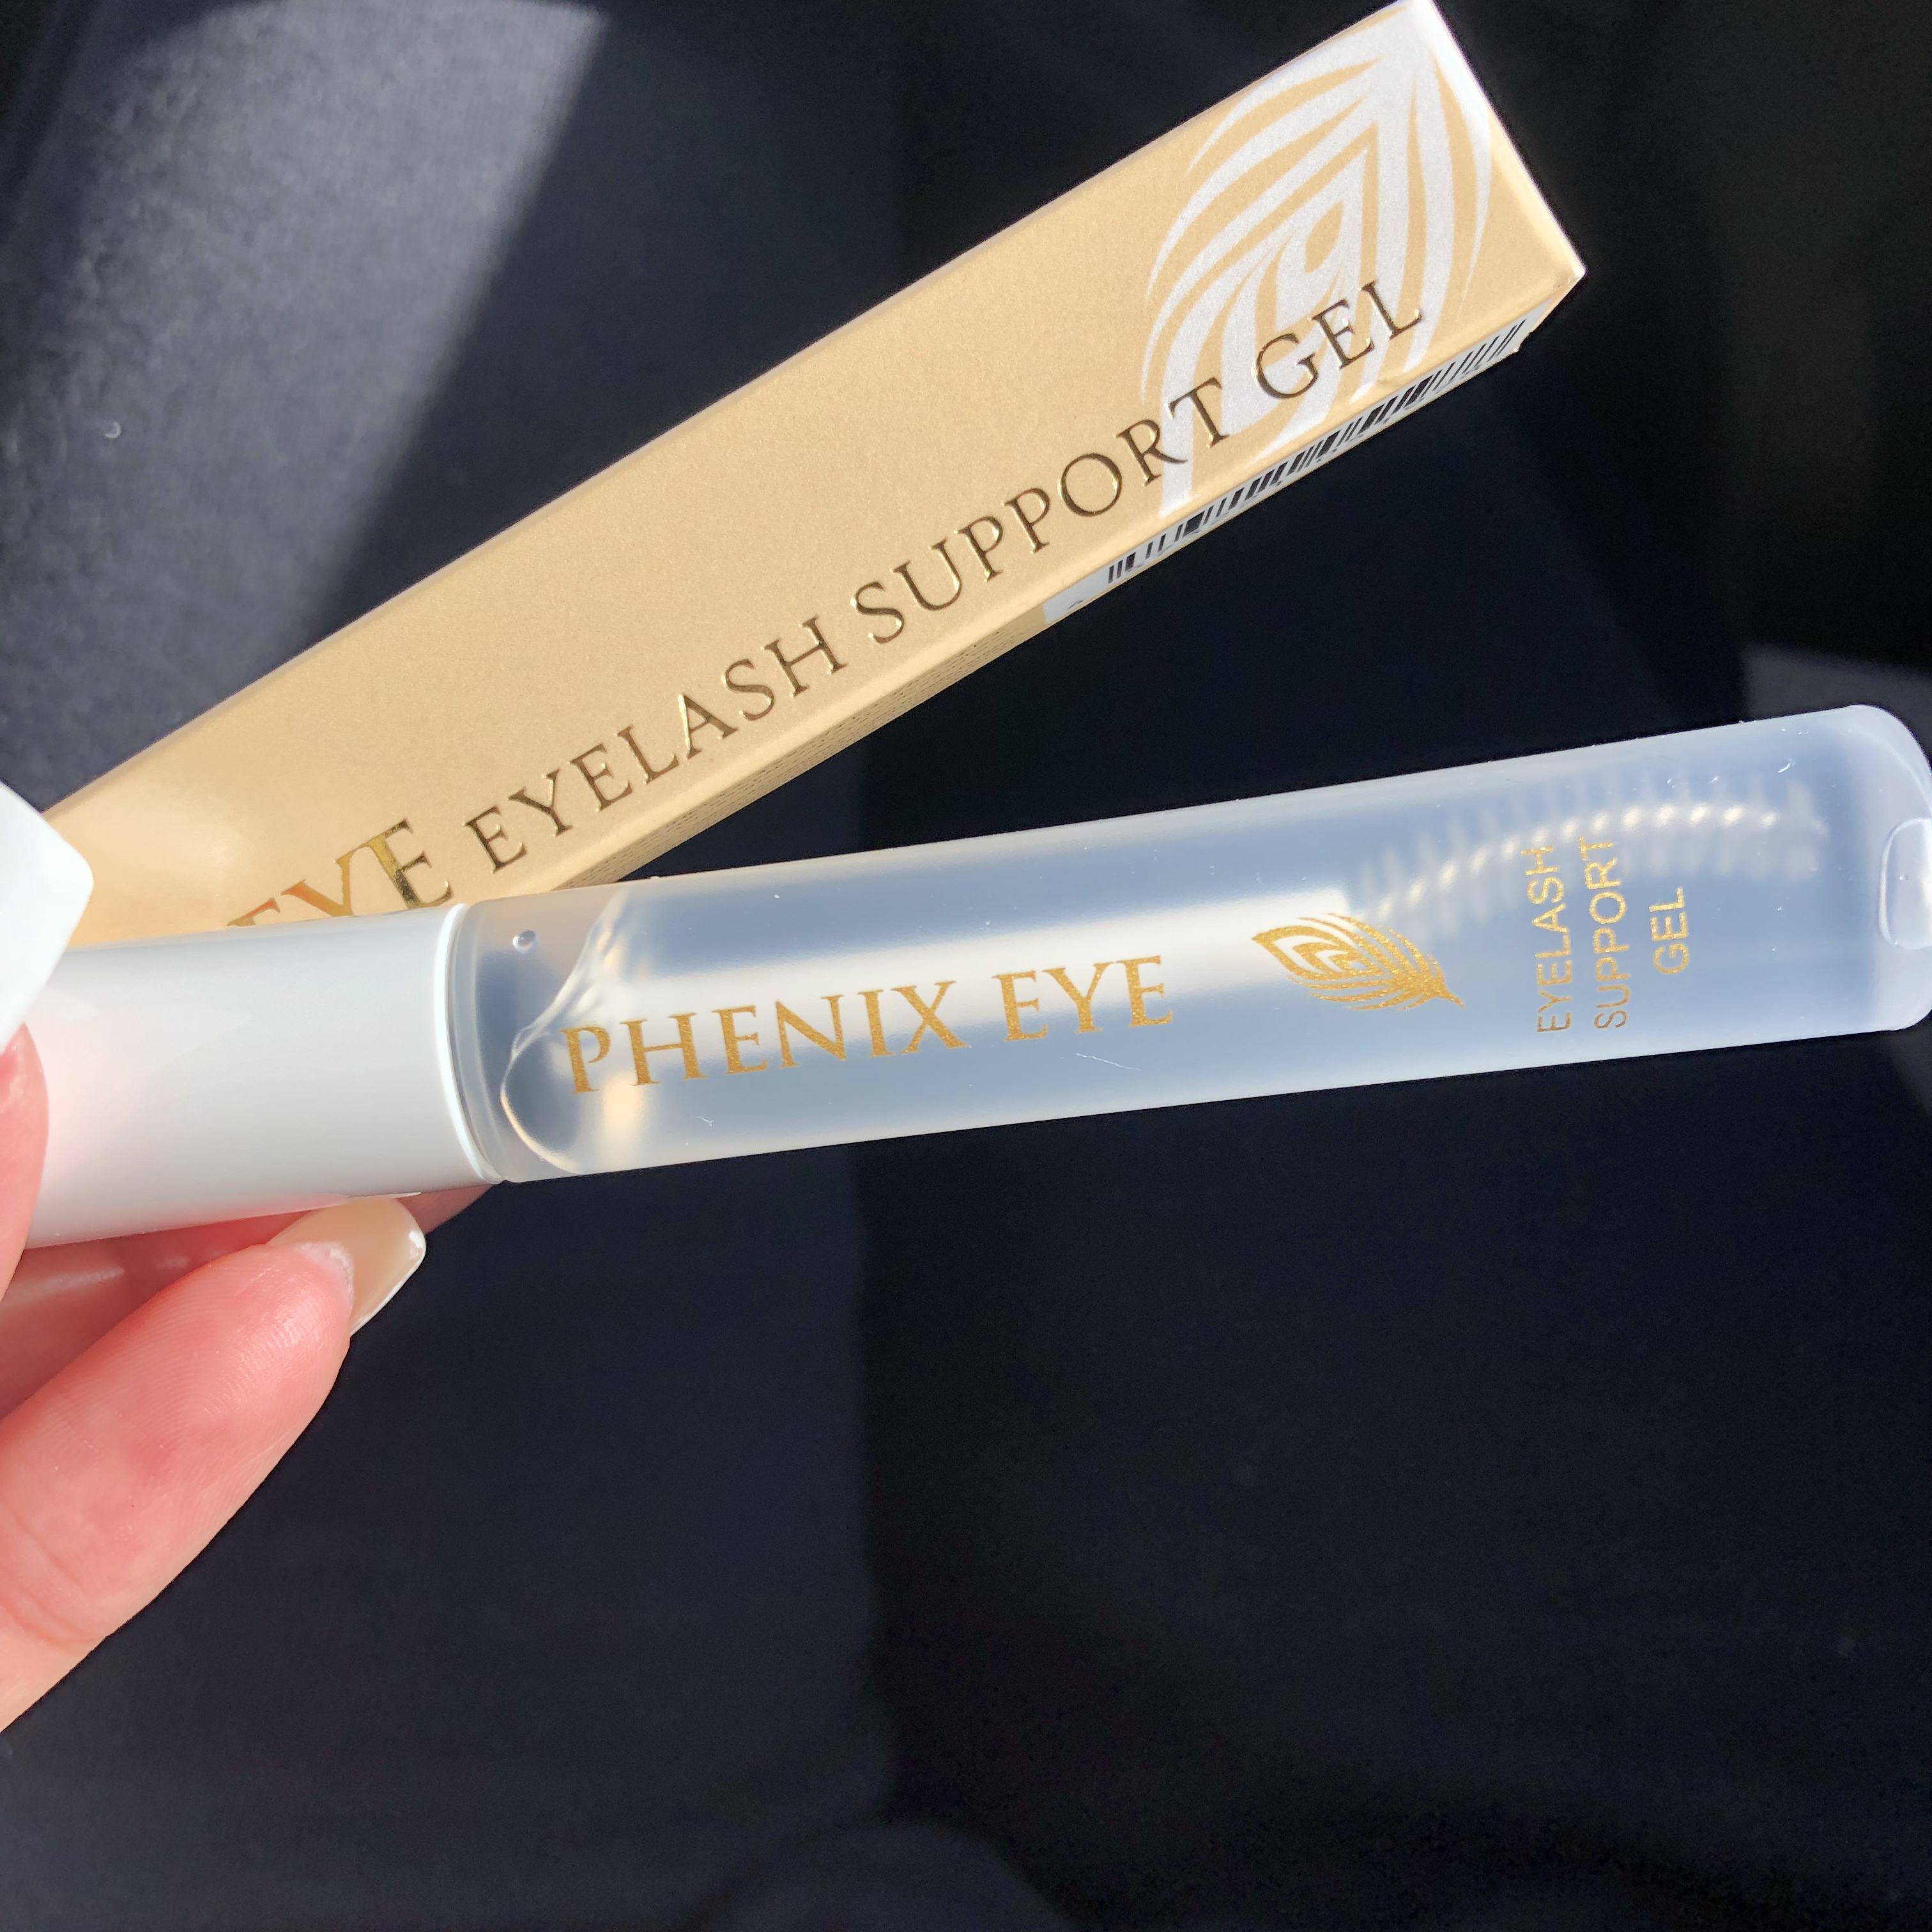 EYE EYELASH SUPPORT GEL
PHENIX EYE
EYELASH
SUPPORT
GEL